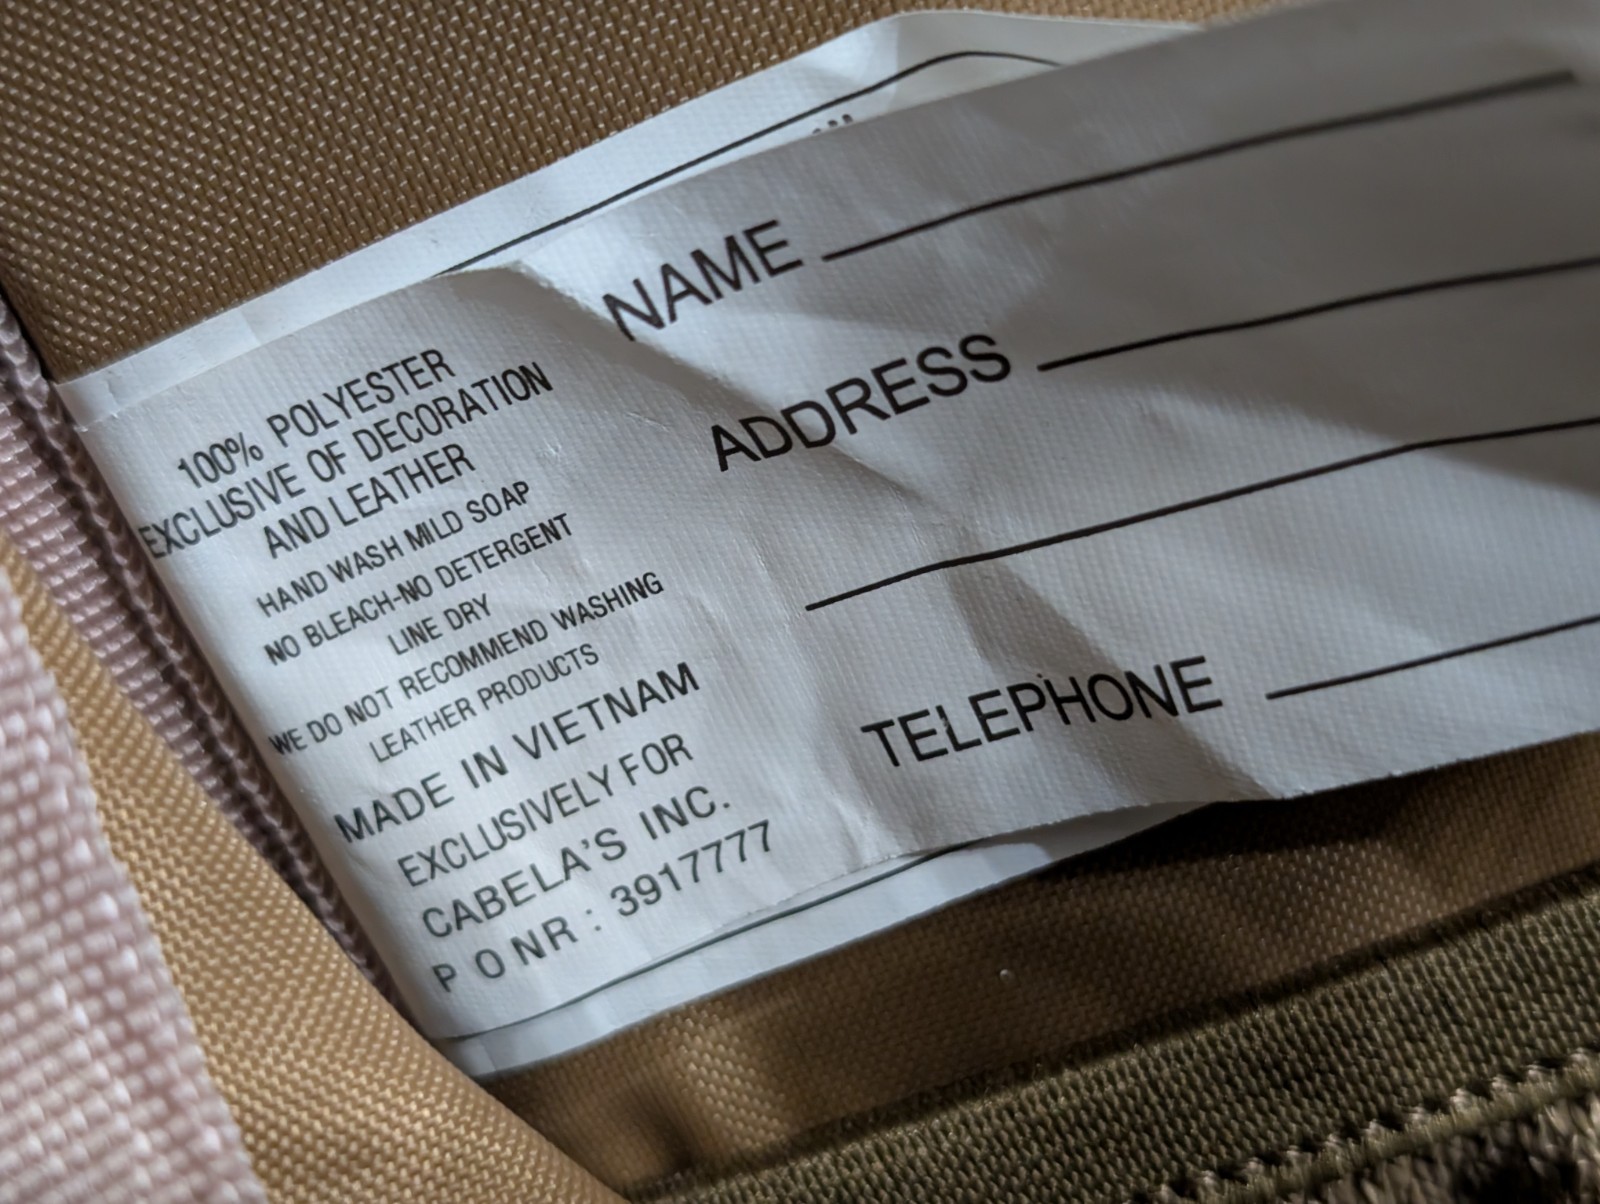 100% POLYESTER
EXCLUSIVE OF DECORATION
AND LEATHER
HAND WASH MILD SOAP
NO BLEACH-NO DETERGENT
LINE DRY
WE DO NOT RECOMMEND WASHING
LEATHER PRODUCTS
MADE IN VIETNAM
EXCLUSIVELY FOR
CABELA'S INC.
PONR: 3917777
NAME
ADDRESS
TELEPHONE